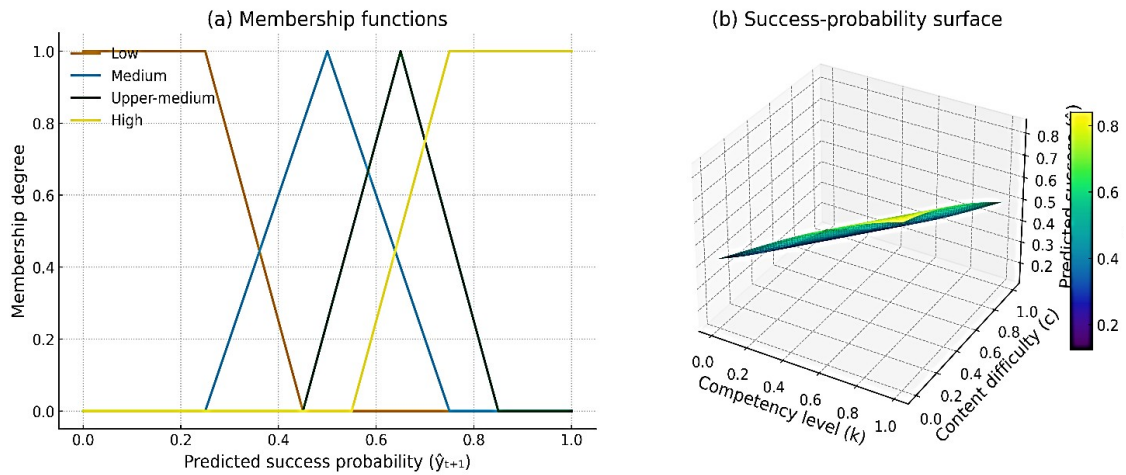 (a) Membership functions
1.0
0.8
0.6
0.4
0.2
0.0
Membership degree
Low
Medium
Upper-medium
High
0.0 0.2 0.4 0.6 0.8 1.0
Predicted success probability (ŷt+1)
(b) Success-probability surface
0.8
0.7
0.6
0.5
0.4
0.3
0.2
Predicted success
0.0 0.2 0.4 0.6 0.8 1.0
Competency level (k)
0.0 0.2 0.4 0.6 0.8 1.0
Content difficulty (c)
0.8
0.6
0.4
0.2